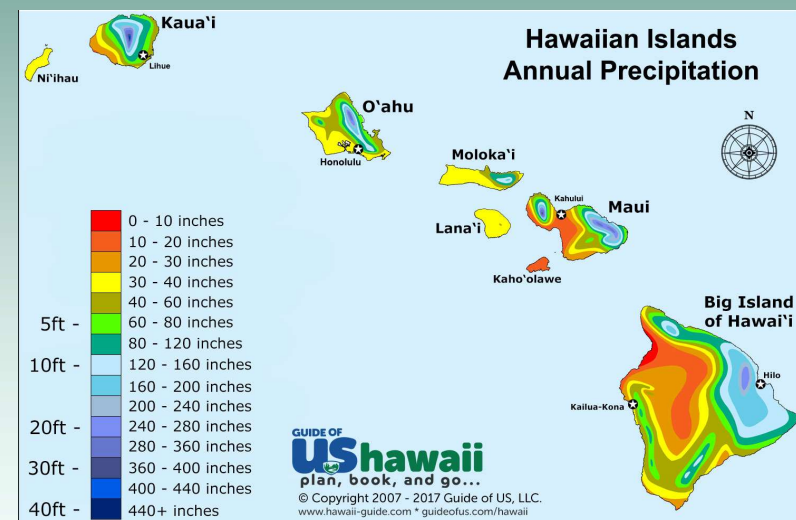 Hawaiian Islands
Annual Precipitation
Kaua'i
Lihue
Ni'ihau
O'ahu
Honolulu
Moloka'i
Lana'i
Kahului
Maui
Kaho'olawe
Big Island
of Hawai'i
Hilo
Kailua-Kona
N
0 - 10 inches
10 - 20 inches
20 - 30 inches
30 - 40 inches
40 - 60 inches
5ft - 60 - 80 inches
80 - 120 inches
10ft - 120 - 160 inches
160 - 200 inches
200 - 240 inches
20ft - 240 - 280 inches
280 - 360 inches
30ft - 360 - 400 inches
400 - 440 inches
40ft - 440+ inches
GUIDE OF
US hawaii
plan, book, and go...
© Copyright 2007 - 2017 Guide of US, LLC.
www.hawaii-guide.com * guideofus.com/hawaii